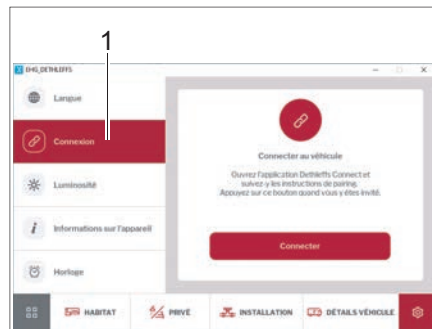 1
EHG_DETHLEFFS
Langue
Connexion
Luminosité
Informations sur l'appareil
Horloge
Connecter au véhicule
Ouvrez l'application Dethleffs Connect et
suivez-y les instructions de pairing.
Appuyez sur ce bouton quand vous y êtes invité.
Connecter
HABITAT
PRIVÉ
INSTALLATION
DÉTAILS VÉHICULE